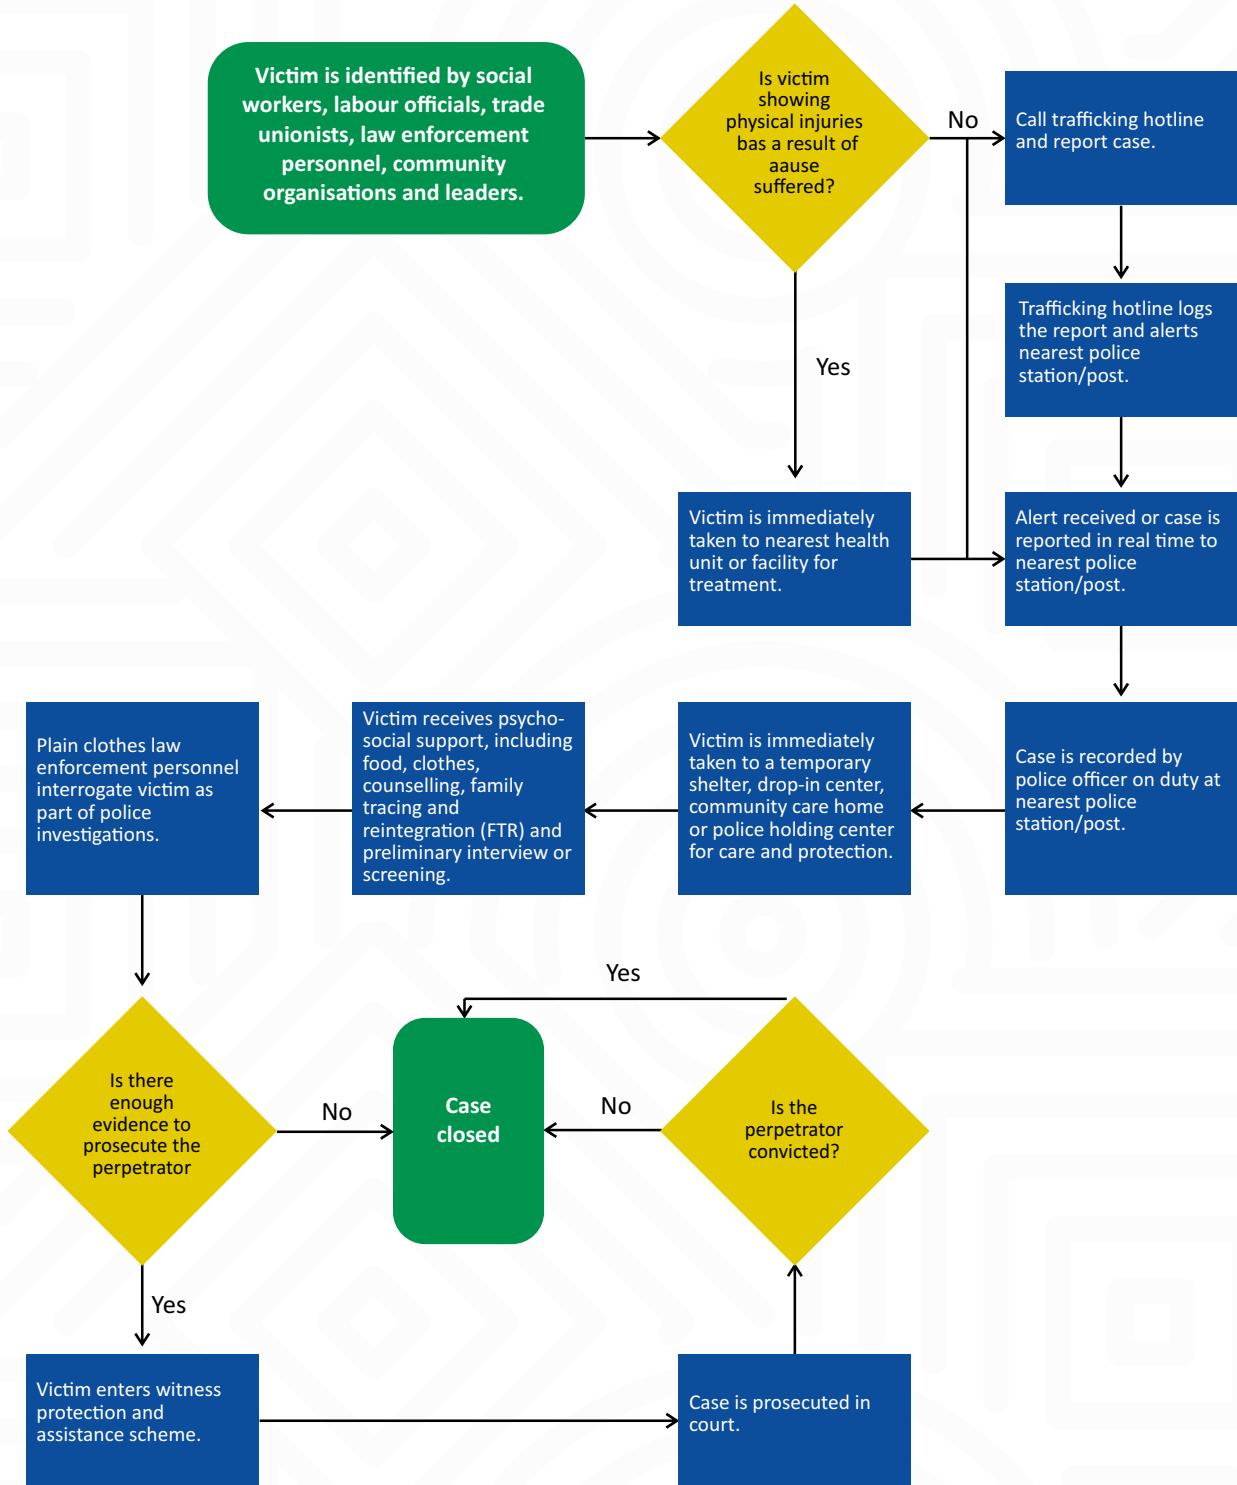 Victim is identified by social
workers, labour officials, trade
unionists, law enforcement
personnel, community
organisations and leaders.
Is victim
showing
physical injuries
bas a result of
aause
suffered?
No
Call trafficking hotline
and report case.
Trafficking hotline logs
the report and alerts
nearest police
station/post.
Yes
Victim is immediately
taken to nearest health
unit or facility for
treatment.
Alert received or case is
reported in real time to
nearest police
station/post.
Case is recorded by
police officer on duty at
nearest police
station/post.
Victim is immediately
taken to a temporary
shelter, drop-in center,
community care home
or police holding center
for care and protection.
Victim receives psycho-
social support, including
food, clothes,
counselling, family
tracing and
reintegration (FTR) and
preliminary interview or
screening.
Plain clothes law
enforcement personnel
interrogate victim as
part of police
investigations.
Is there
enough
evidence to
prosecute the
perpetrator
No
Case
closed
Yes
No
Is the
perpetrator
convicted?
Yes
Victim enters witness
protection and
assistance scheme.
Case is prosecuted in
court.